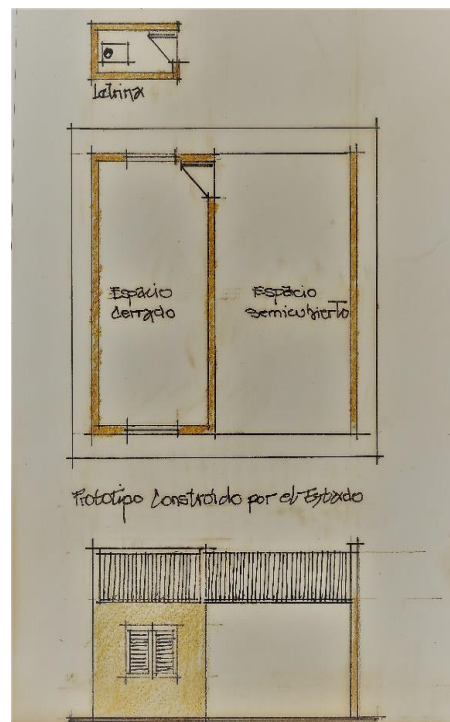 Letrina
Espacio
Cerrado
Espacio
semicubierto
Prototipo Construido por el Estado